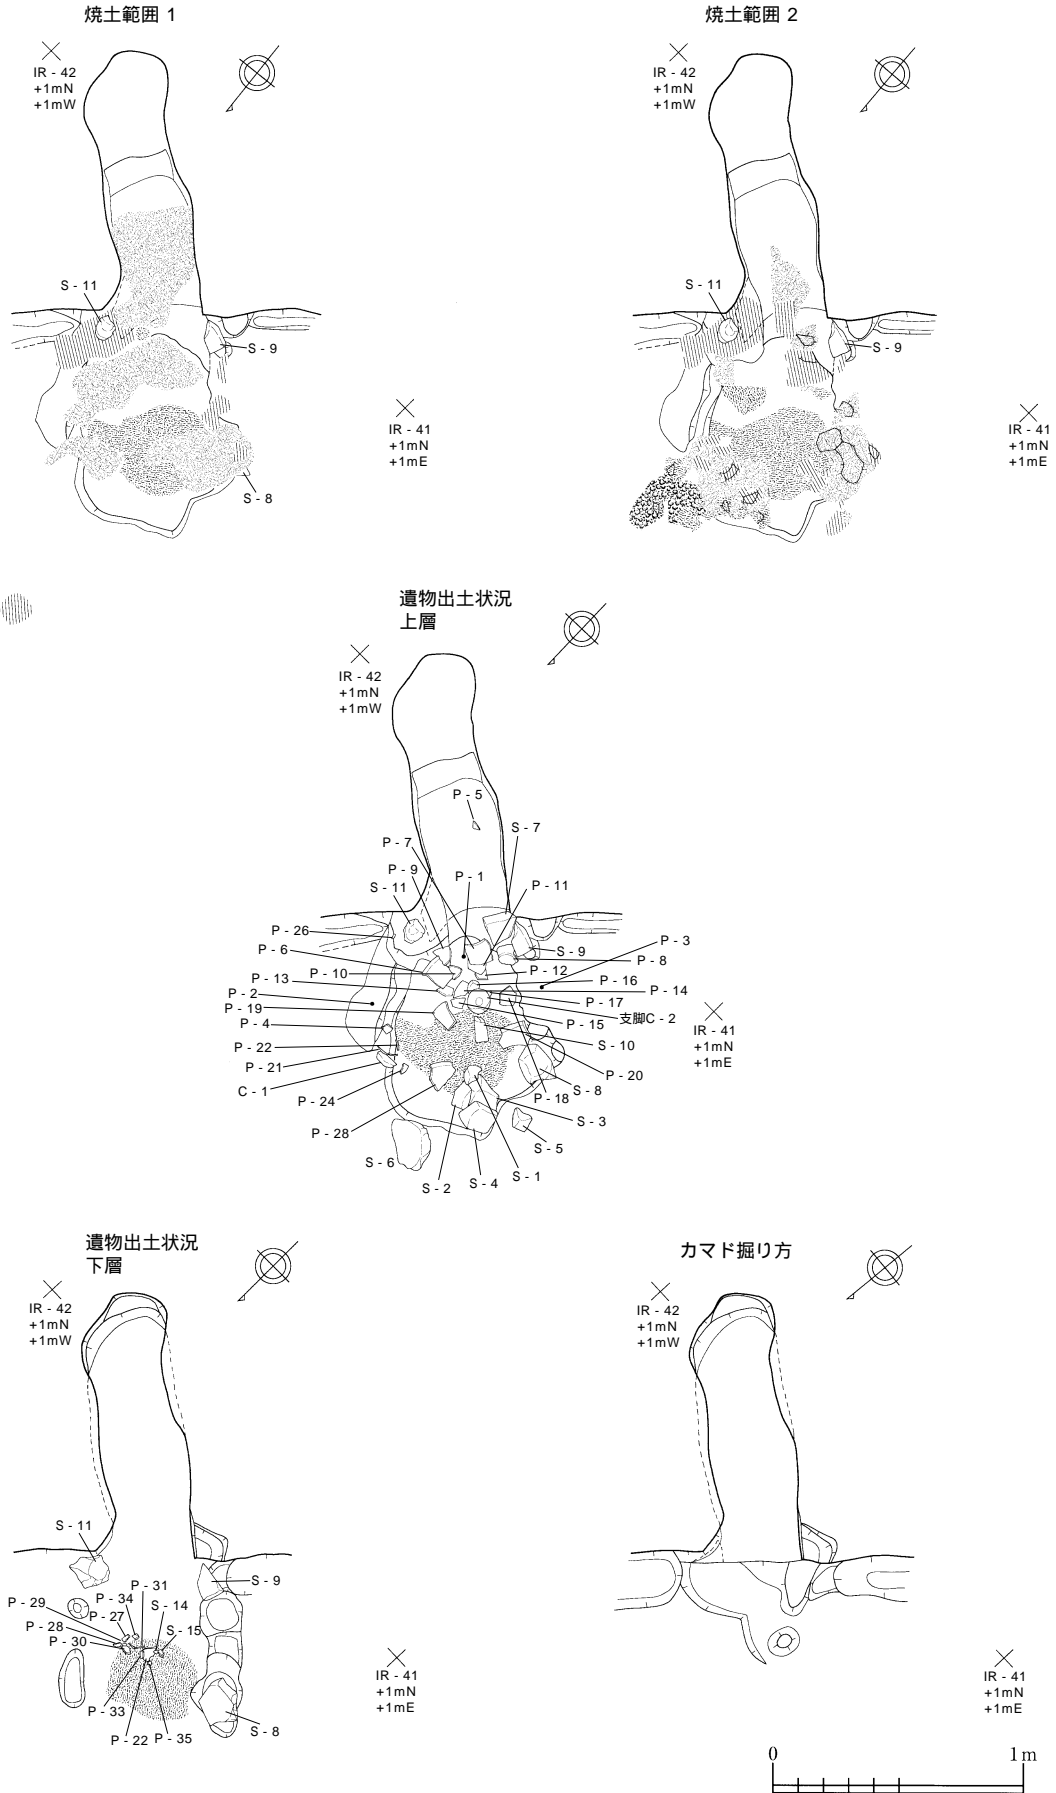 焼土範囲 1
IR - 42
+1mN
+1mW
S - 11
S - 9
IR - 41
+1mN
+1mE
S - 8
焼土範囲 2
IR - 42
+1mN
+1mW
S - 11
S - 9
IR - 41
+1mN
+1mE
遺物出土状況
上層
IR - 42
+1mN
+1mW
P - 5
S - 7
P - 7
P - 9
P - 1
S - 11
P - 11
P - 26
P - 3
P - 6
S - 9
P - 8
P - 10
P - 12
P - 13
P - 16
P - 2
P - 14
P - 19
P - 17
支脚C - 2
P - 4
P - 15
IR - 41
+1mN
+1mE
P - 22
S - 10
P - 21
P - 20
C - 1
S - 8
P - 24
P - 18
P - 28
S - 3
S - 5
S - 6
S - 1
S - 4
S - 2
遺物出土状況
下層
IR - 42
+1mN
+1mW
S - 11
S - 9
P - 31
P - 34
S - 14
P - 29
P - 27
P - 28
S - 15
P - 30
IR - 41
+1mN
+1mE
P - 33
S - 8
P - 22
P - 35
カマド掘り方
IR - 42
+1mN
+1mW
IR - 41
+1mN
+1mE
0
1m